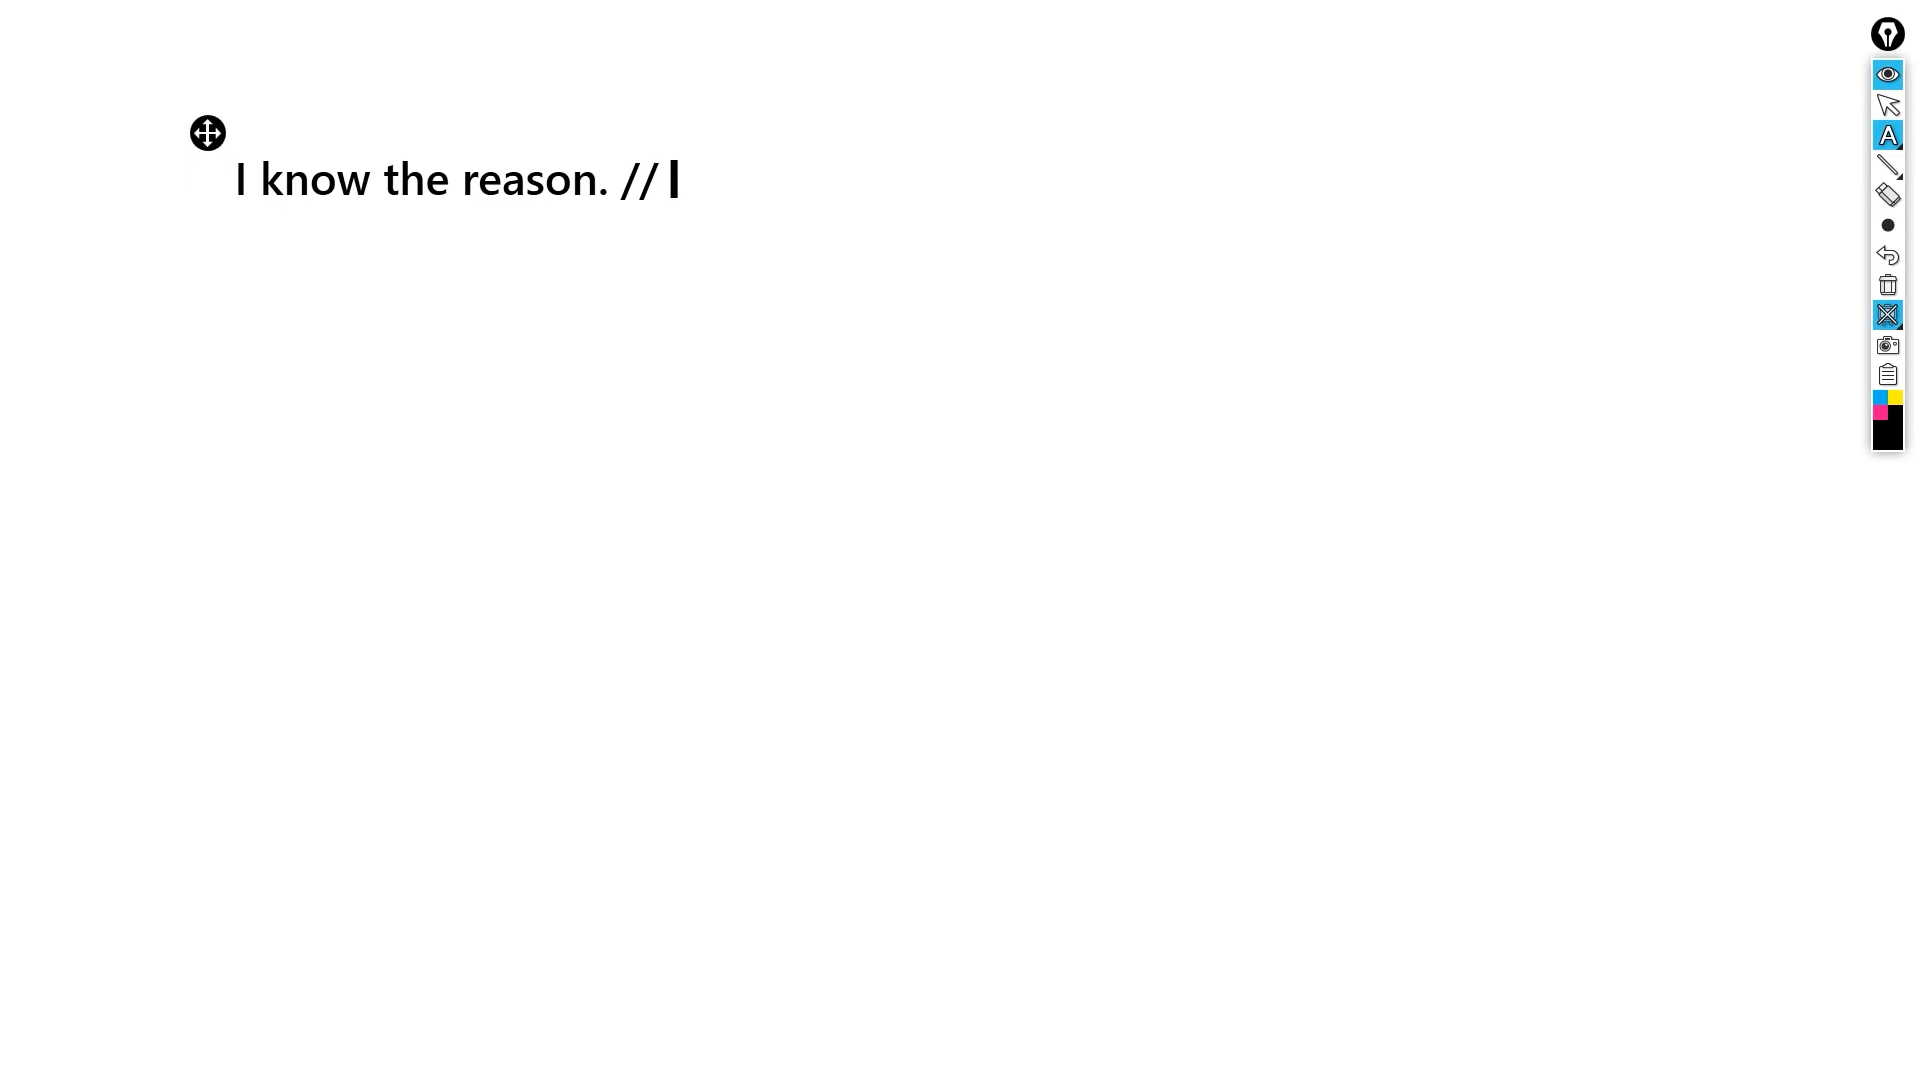 I know the reason. //